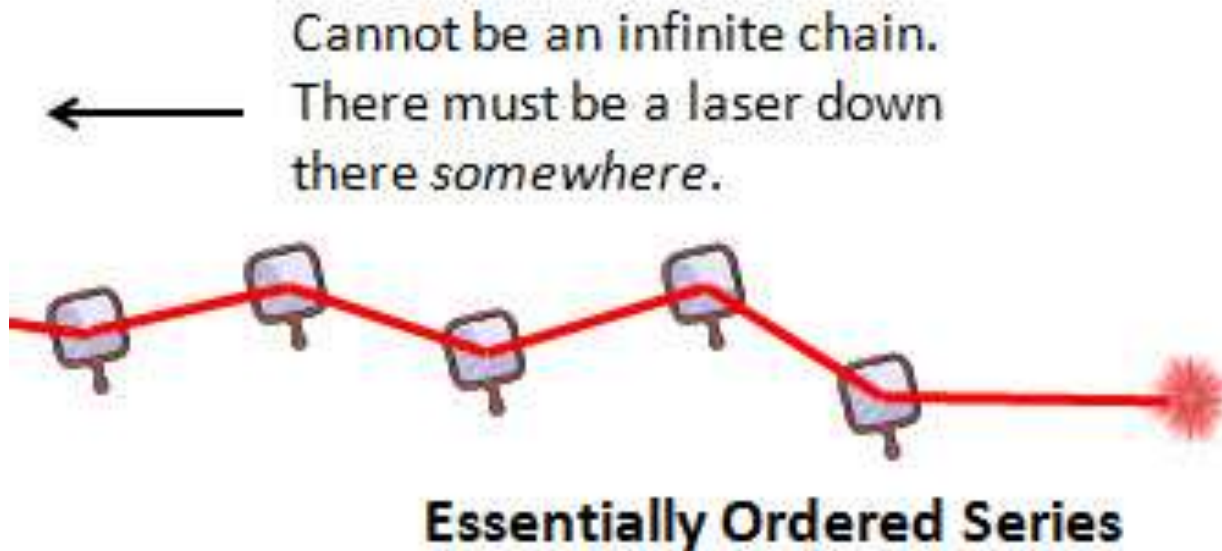 Cannot be an infinite chain.
There must be a laser down
there somewhere.
Essentially Ordered Series